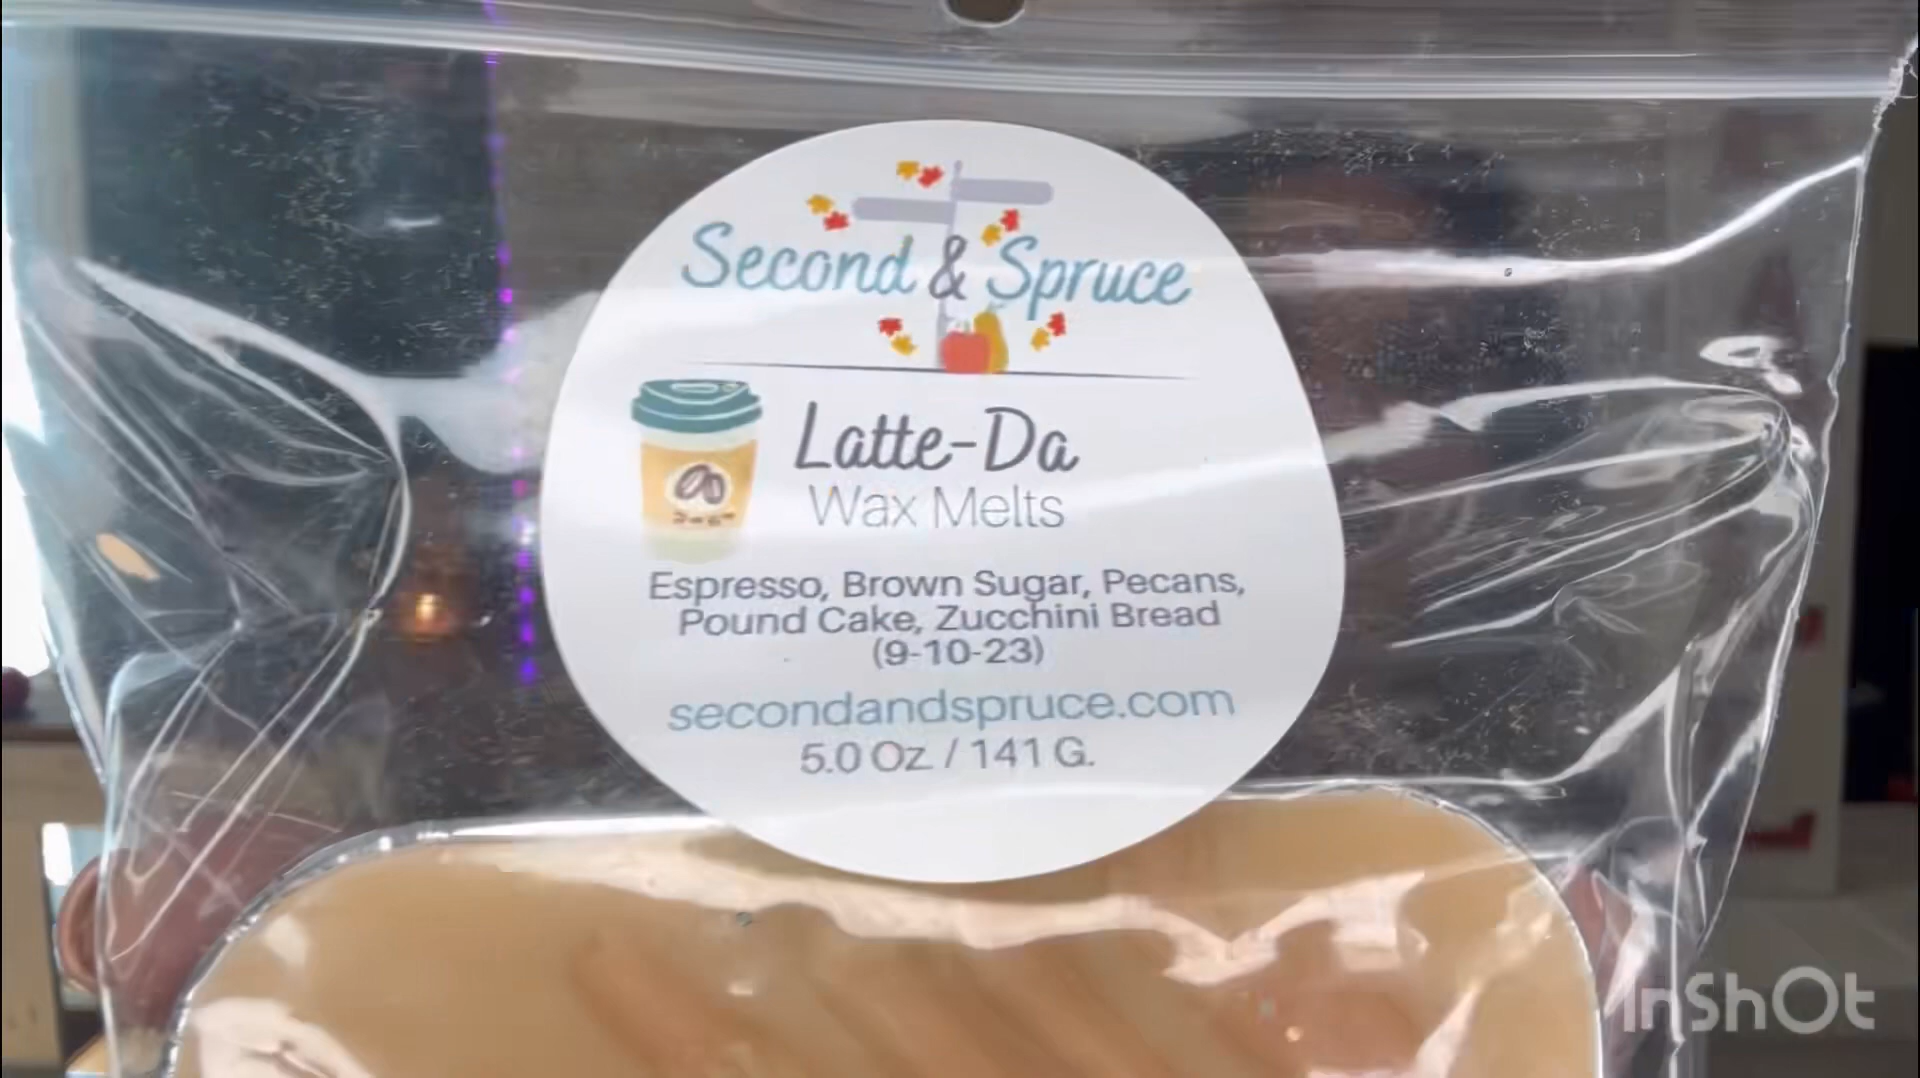 Second & Spruce
Latte-Da
Wax Melts
Espresso, Brown Sugar, Pecans,
Pound Cake, Zucchini Bread
(9-10-23)
secondandspruce.com
5.0 Oz / 141 G.
InShOt